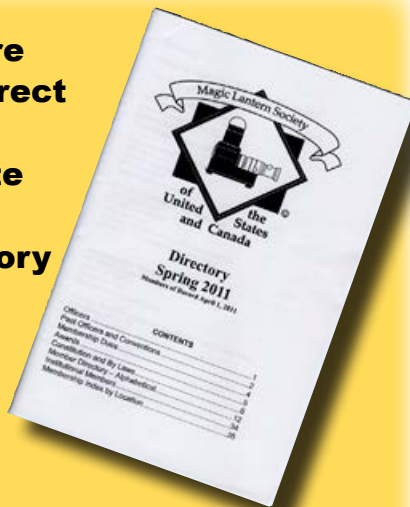 re
rect
te
ory
Magic Lantern Society
of the
United States
and Canada
©
Directory
Spring 2011
Members of Record April 1, 2011
CONTENTS
Officers 1
Past Officers and Conventions 2
Membership Dues 4
Awards 5
Constitution and By Laws 6
Member Directory – Alphabetical 12
Institutional Members 34
Membership Index by Location 35